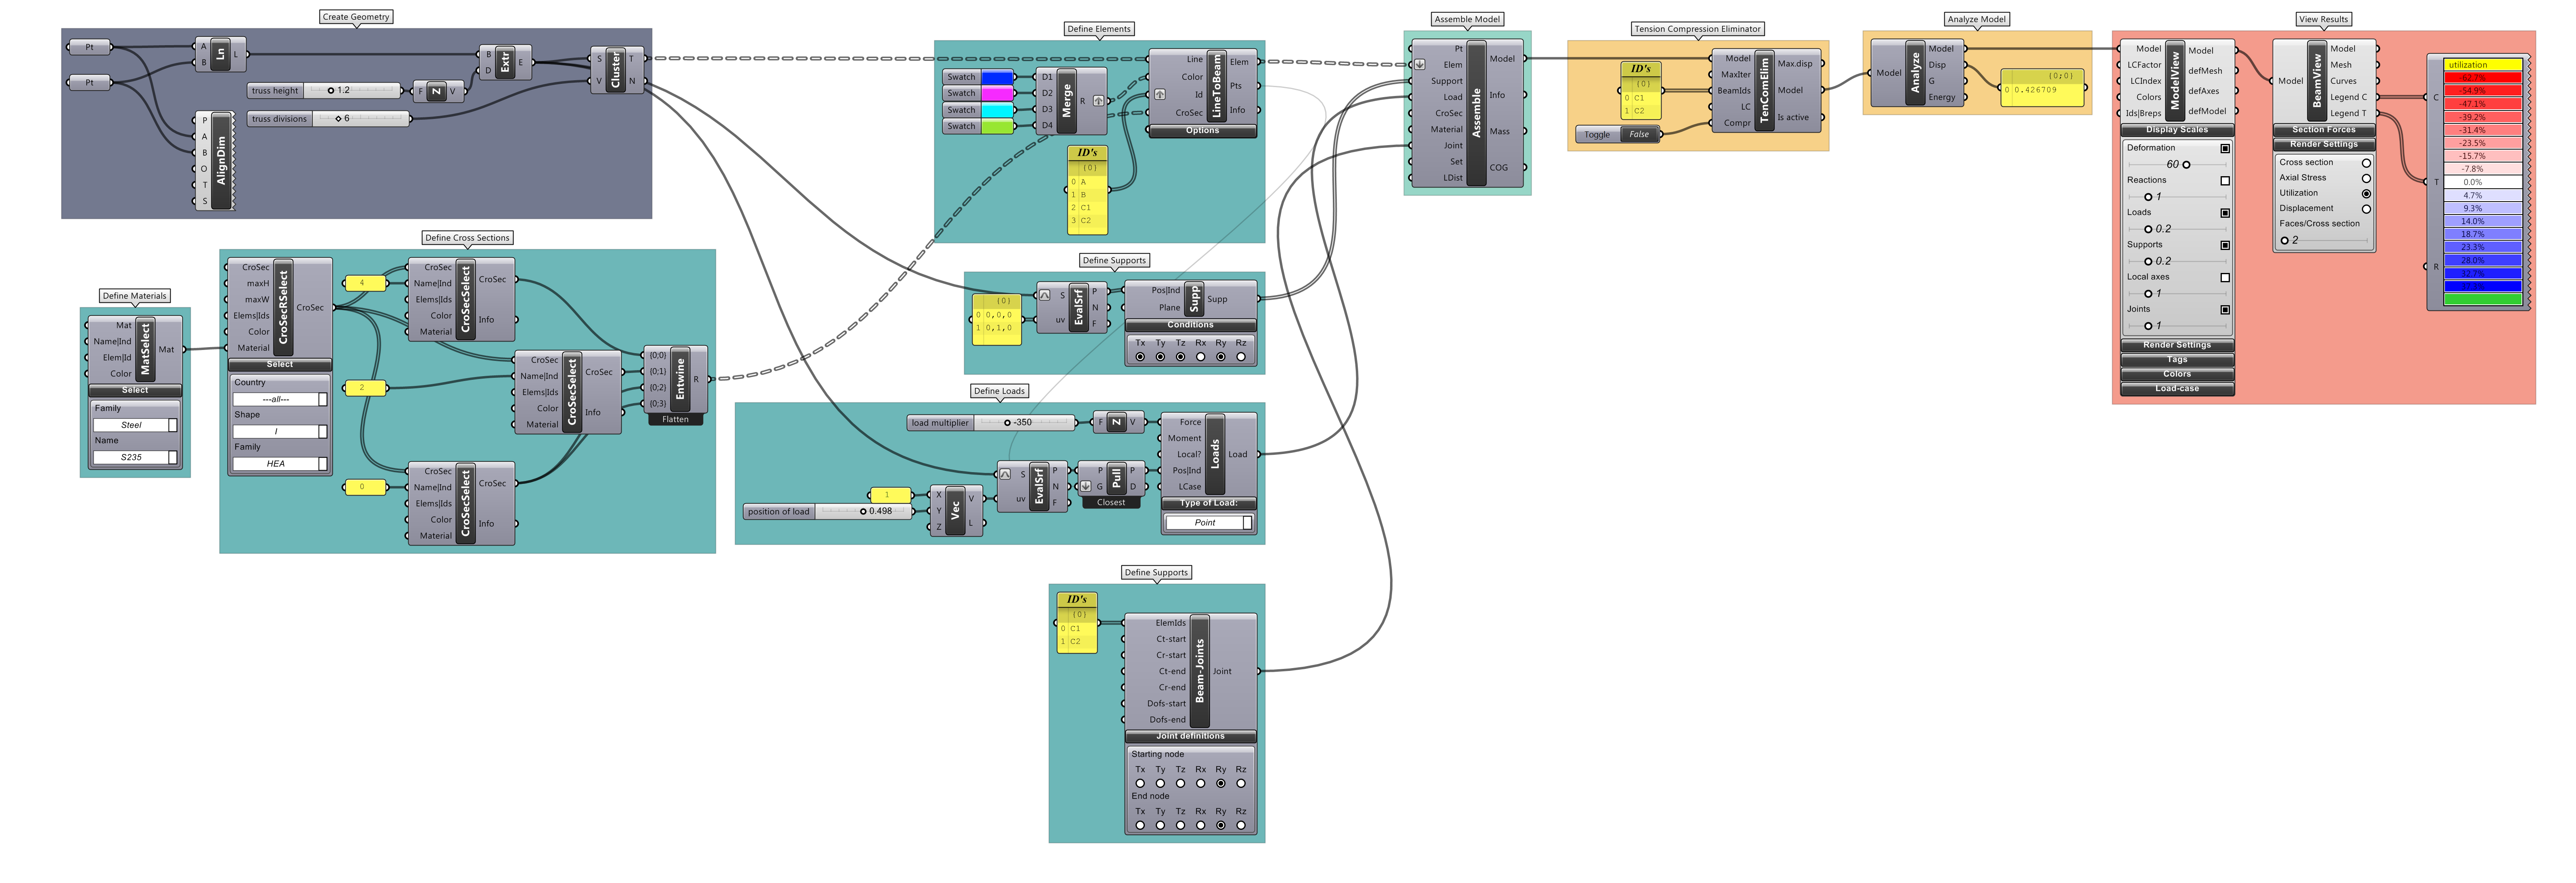 Create Geometry
Pt
Pt
A
B
Ln
L
P
A
B
O
T
S
AlignDim
truss height
1.2
F
Z
V
truss divisions
6
B
D
Extr
E
S
V
Cluster
T
N
Define Materials
Mat
Name|Ind
Elem|Id
Color
MatSelect
Mat
Select
Family
Steel
Name
S235
Define Cross Sections
CroSec
maxH
maxW
Elems|Ids
Color
Material
CroSecRSelect
CroSec
Select
Country
---all---
Shape
I
Family
HEA
4
2
0
CroSec
Name|Ind
Elems|Ids
Color
Material
CroSecSelect
CroSec
Info
CroSec
Name|Ind
Elems|Ids
Color
Material
CroSecSelect
CroSec
Info
CroSec
Name|Ind
Elems|Ids
Color
Material
CroSecSelect
CroSec
Info
{0;0}
{0;1}
{0;2}
{0;3}
Entwine
R
Flatten
Define Elements
Swatch
Swatch
Swatch
Swatch
D1
D2
D3
D4
Merge
R
ID's
{0}
0 A
1 B
2 C1
3 C2
Line
Color
Id
CroSec
LineToBeam
Elem
Pts
Info
Options
Define Supports
{0}
0 0,0,0
1 0,1,0
S
uv
EvalSrf
P
N
F
Pos|Ind
Plane
Supp
Supp
Conditions
Tx Ty Tz Rx Ry Rz
Define Loads
load multiplier
-350
F
Z
V
1
position of load
0.498
X
Y
Z
Vec
V
L
S
uv
EvalSrf
P
N
F
P
G
Pull
P
D
Closest
Force
Moment
Local?
Pos|Ind
LCase
Loads
Load
Type of Load:
Point
Define Supports
ID's
{0}
0 C1
1 C2
ElemIds
Ct-start
Cr-start
Ct-end
Cr-end
Dofs-start
Dofs-end
Beam-Joints
Joint
Joint definitions
Starting node
Tx Ty Tz Rx Ry Rz
End node
Tx Ty Tz Rx Ry Rz
Assemble Model
Pt
Elem
Support
Load
CroSec
Material
Joint
Set
LDist
Assemble
Model
Info
Mass
COG
Tension Compression Eliminator
ID's
{0}
0 C1
1 C2
Toggle
False
Model
MaxIter
BeamIds
LC
Compr
TenComElim
Max.disp
Model
Is active
Analyze Model
Model
Analyze
Model
Disp
G
Energy
{0;0}
0 0.426709
View Results
Model
LCFactor
LCIndex
Colors
Ids|Breps
ModelView
Model
defMesh
defAxes
defModel
Display Scales
Deformation
60
Reactions
1
Loads
0.2
Supports
0.2
Local axes
1
Joints
1
Render Settings
Tags
Colors
Load-case
Model
BeamView
Model
Mesh
Curves
Legend C
Legend T
Section Forces
Render Settings
Cross section
Axial Stress
Utilization
Displacement
Faces/Cross section
2
C
T
R
utilization
-62.7%
-54.9%
-47.1%
-39.2%
-31.4%
-23.5%
-15.7%
-7.8%
0.0%
4.7%
9.3%
14.0%
18.7%
23.3%
28.0%
32.7%